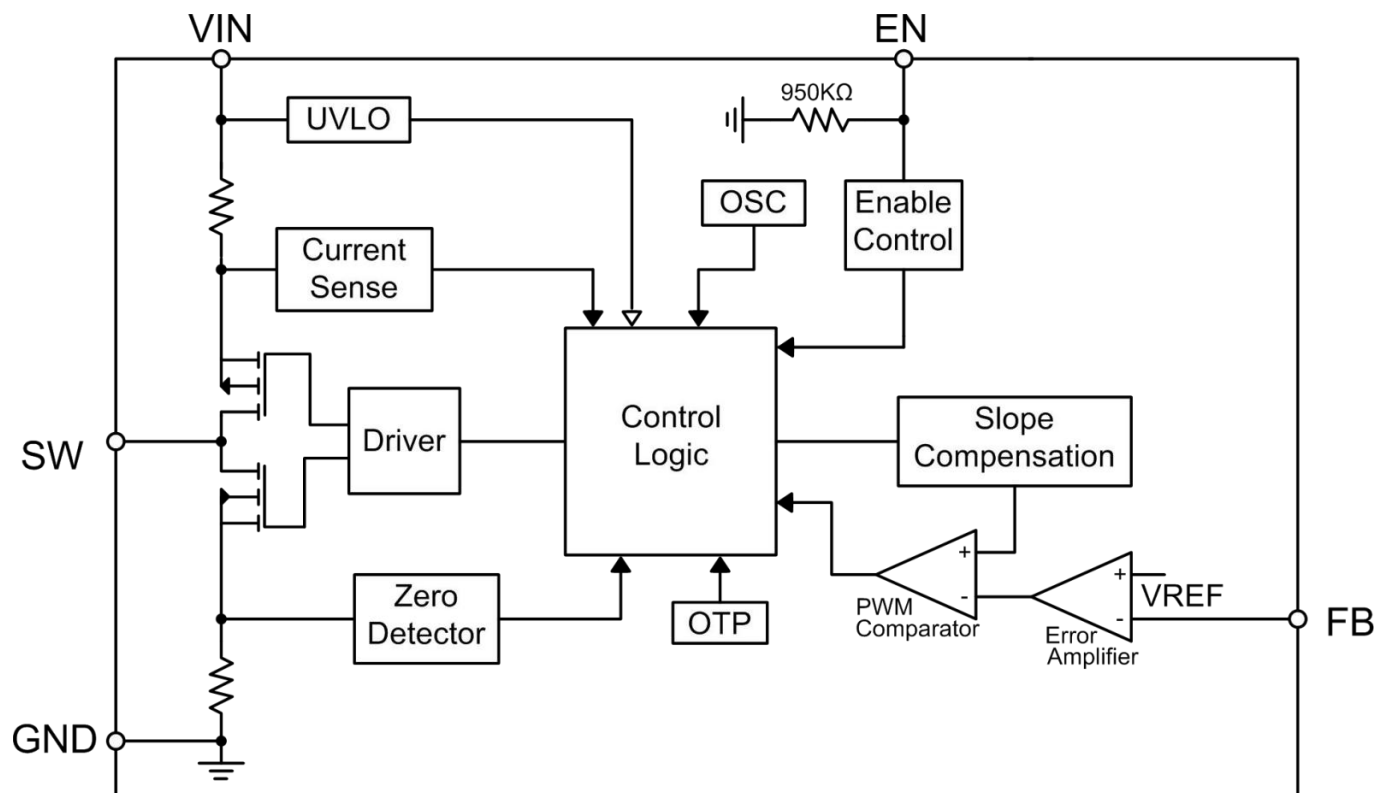 VIN
EN
950KΩ
UVLO
OSC
Enable
Control
Current
Sense
Control
Logic
Driver
Slope
Compensation
SW
+
-
PWM
Comparator
+
-
VREF
Error
Amplifier
FB
Zero
Detector
OTP
GND